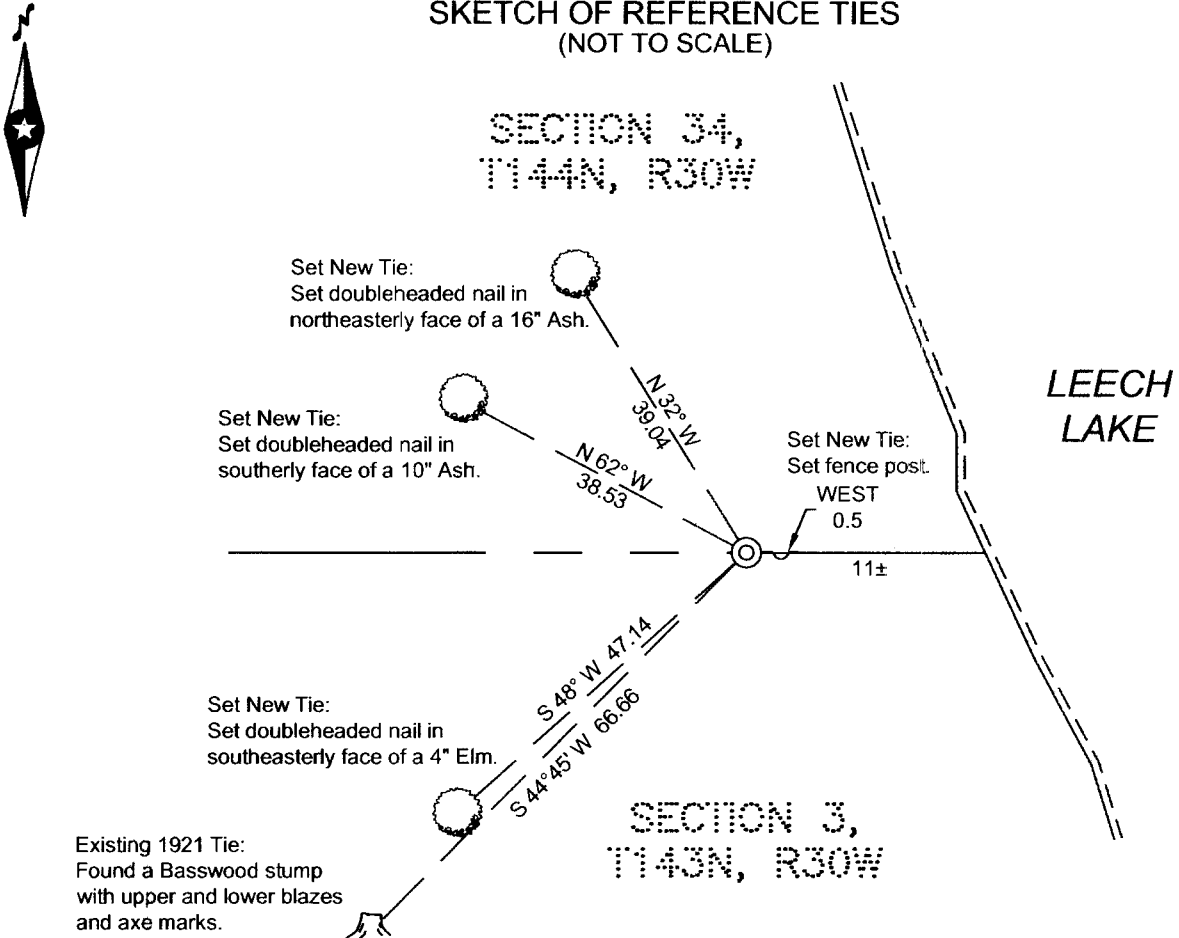 N
SKETCH OF REFERENCE TIES
(NOT TO SCALE)
SECTION 34,
T144N, R30W
Set New Tie:
Set doubleheaded nail in
northeasterly face of a 16" Ash.
N 32° W
39.04
LEECH
LAKE
Set New Tie:
Set doubleheaded nail in
southerly face of a 10" Ash.
N 62° W
38.53
Set New Tie:
Set fence post.
WEST
0.5
11±
S 48° W 47.14
S 44°45' W 66.66
Set New Tie:
Set doubleheaded nail in
southeasterly face of a 4" Elm.
SECTION 3,
T143N, R30W
Existing 1921 Tie:
Found a Basswood stump
with upper and lower blazes
and axe marks.